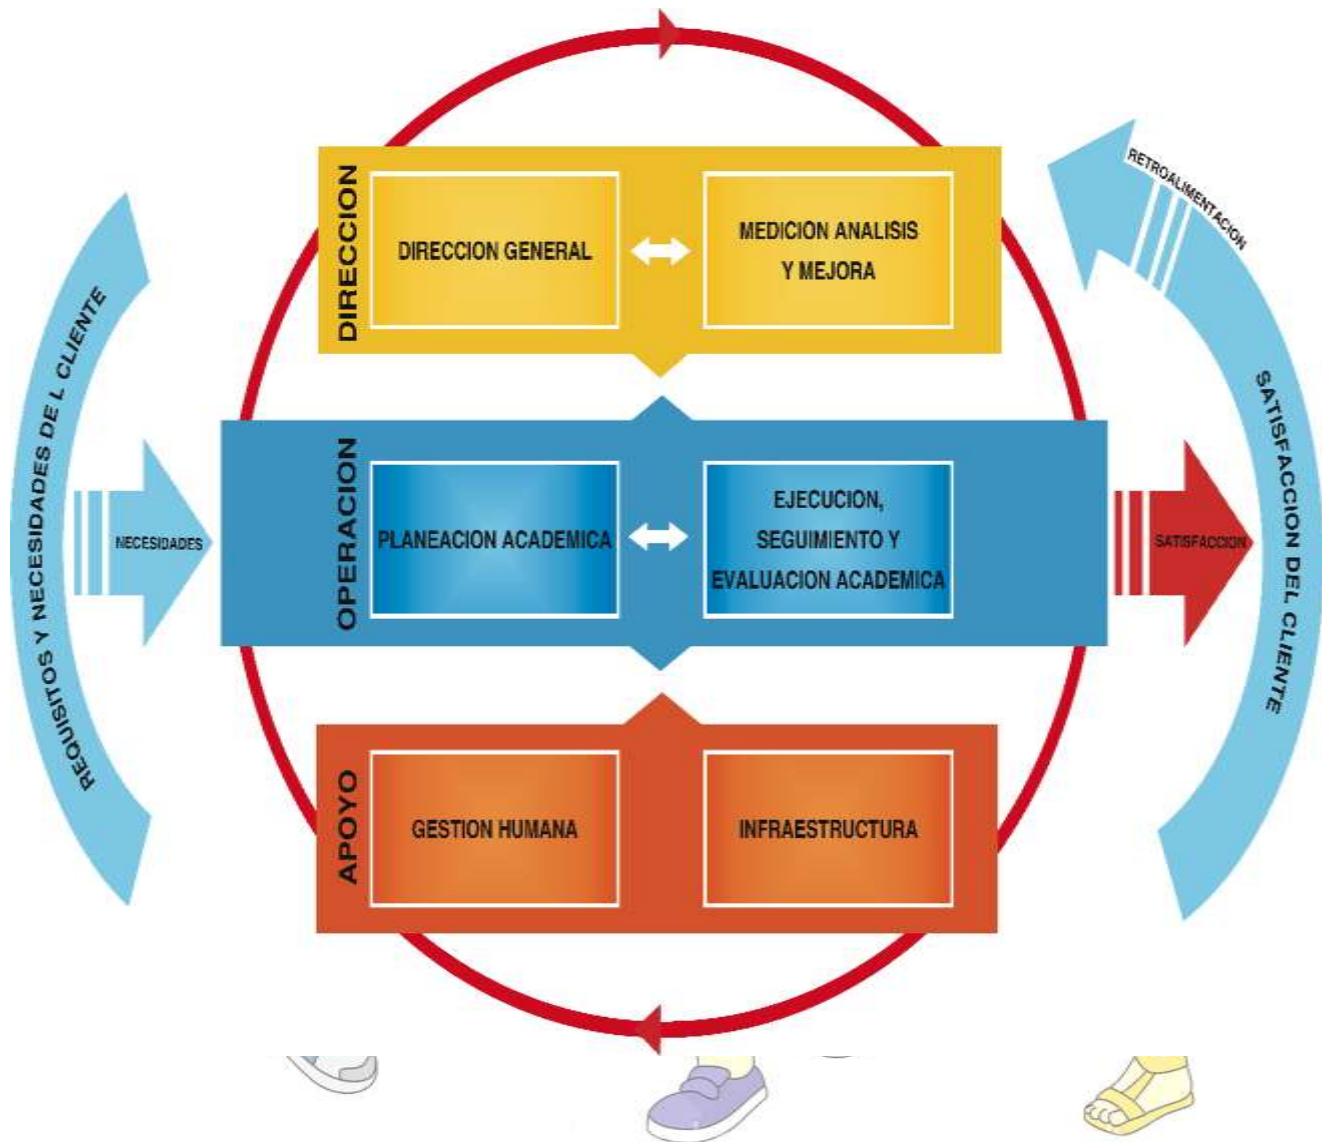 DIRECCION
DIRECCION GENERAL
MEDICION ANALISIS
Y MEJORA
RETROALIMENTACION
REQUISITOS Y NECESIDADES DE L CLIENTE
NECESIDADES
OPERACION
PLANEACION ACADEMICA
EJECUCION,
SEGUIMIENTO Y
EVALUACION ACADEMICA
SATISFACCION
SATISFACCION DEL CLIENTE
APOYO
GESTION HUMANA
INFRAESTRUCTURA